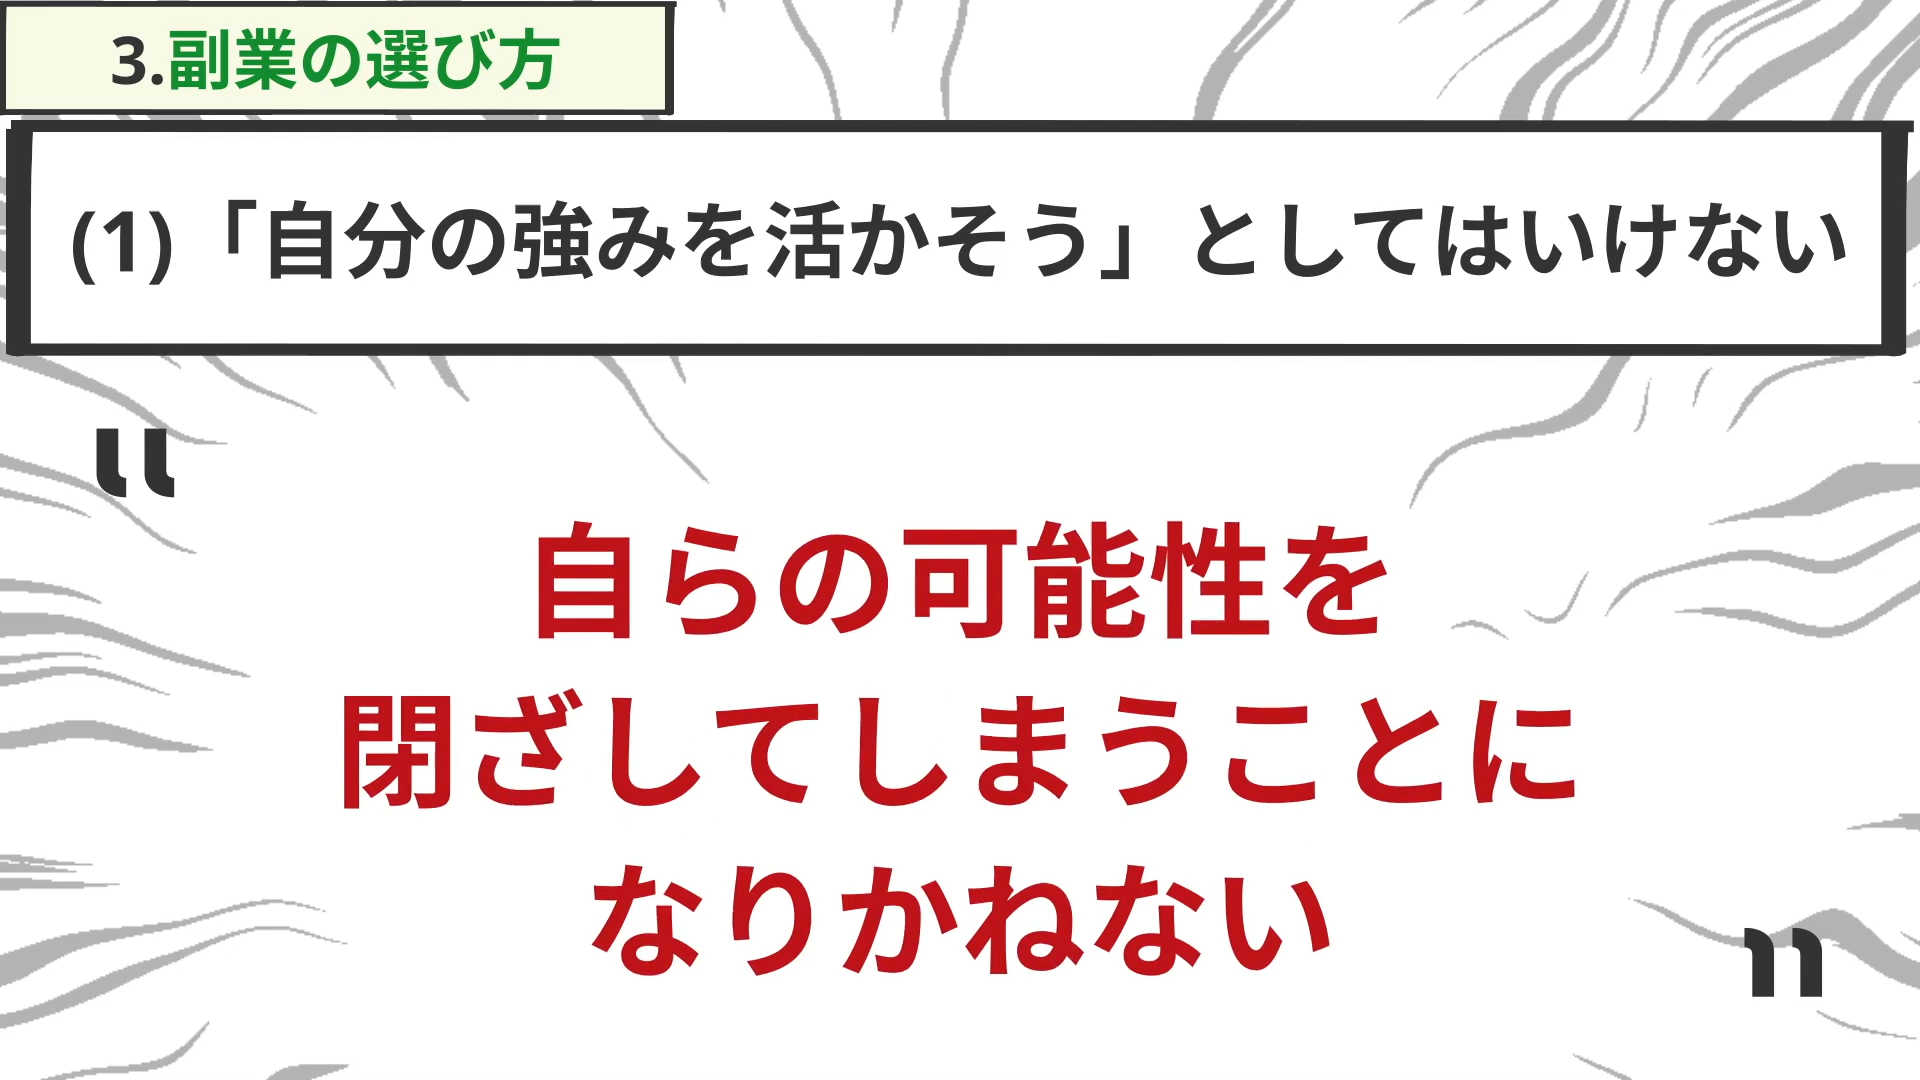 3.副業の選び方
(1)「自分の強みを活かそう」としてはいけない
"
自らの可能性を
閉ざしてしまうことに
なりかねない
"